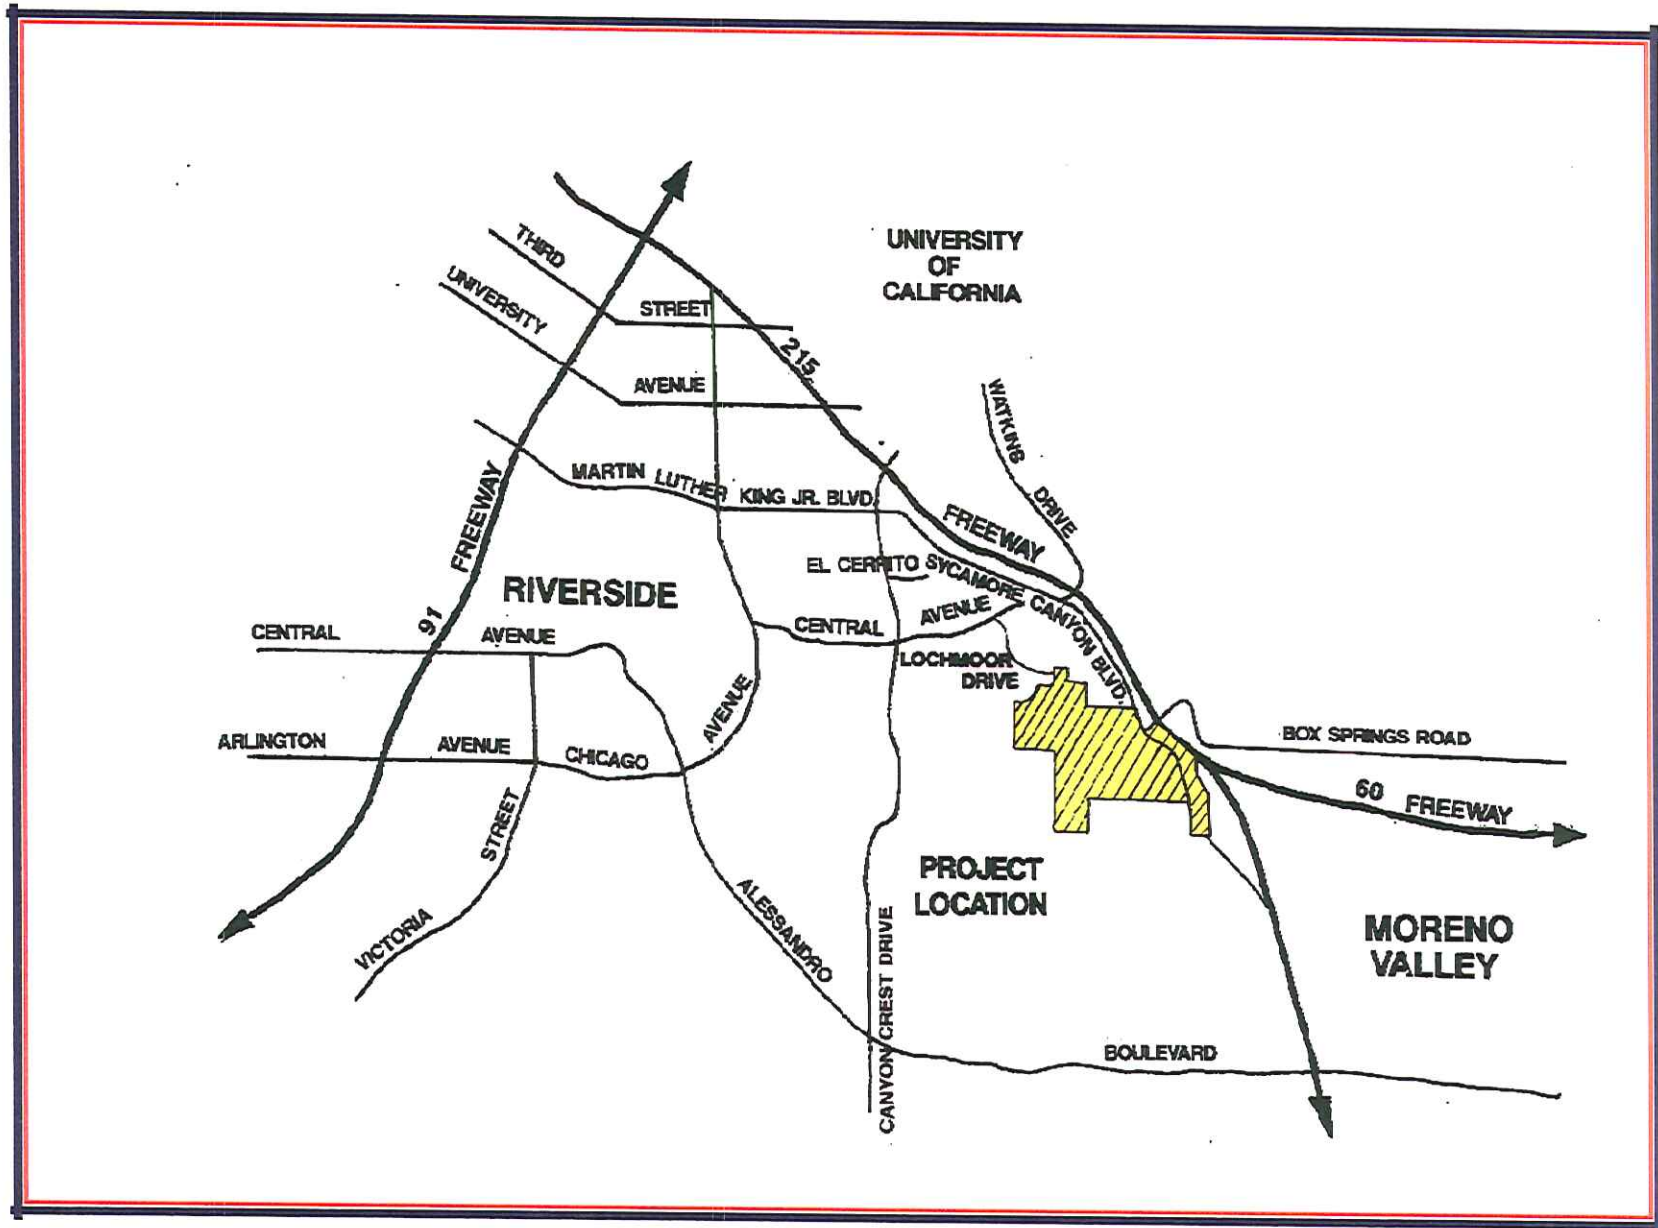 UNIVERSITY
OF
CALIFORNIA
THIRD
STREET
UNIVERSITY
AVENUE
215
WATKING
DRIVE
MARTIN LUTHER KING JR. BLVD.
FREEWAY
FREEWAY
91
EL CERRITO
SYCAMORE CANYON BLVD.
RIVERSIDE
CENTRAL
AVENUE
CENTRAL
AVENUE
LOCHMOOR
DRIVE
ARLINGTON
AVENUE
CHICAGO
AVENUE
BOX SPRINGS ROAD
60 FREEWAY
STREET
VICTORIA
PROJECT
LOCATION
ALESSANDRO
CANYON CREST DRIVE
MORENO
VALLEY
BOULEVARD